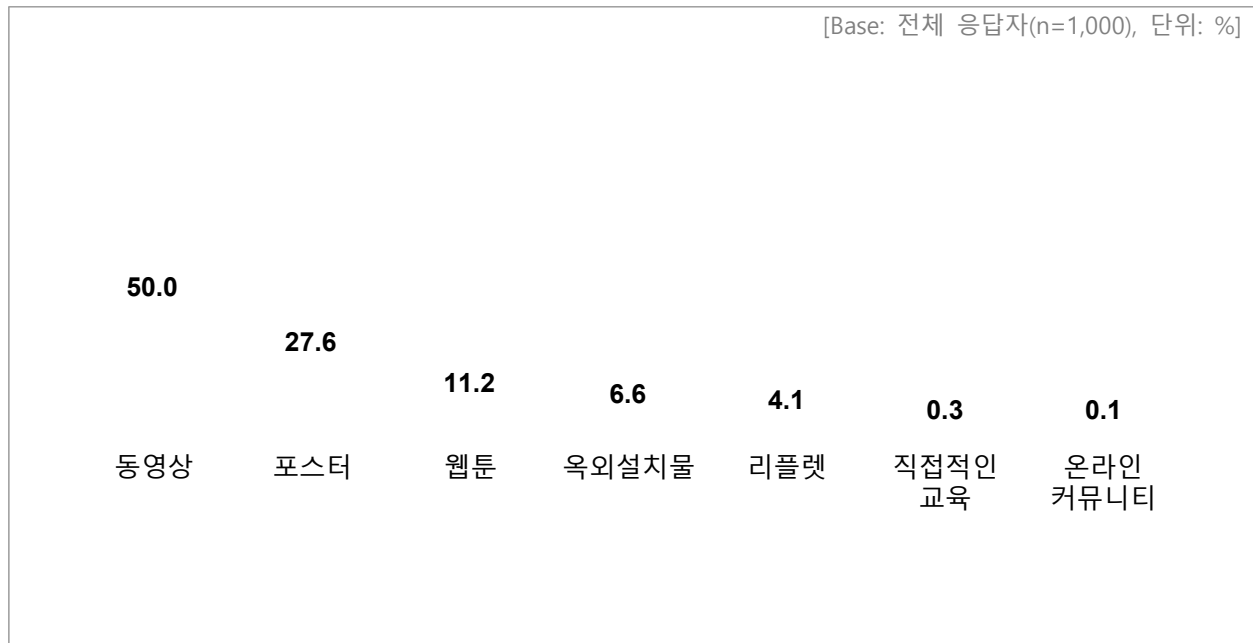 [Base: 전체 응답자(n=1,000), 단위: %]
50.0
27.6
11.2
6.6
4.1
0.3
0.1
동영상
포스터
웹툰
옥외설치물
리플렛
직접적인
교육
온라인
커뮤니티